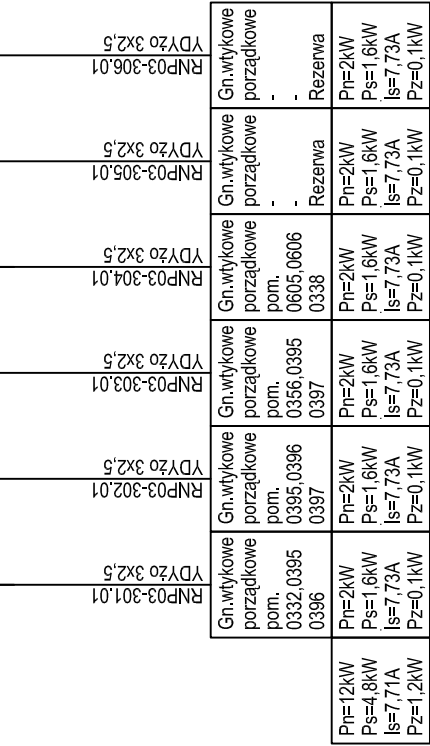 RNP03-301.01
YDYżo 3x2,5
RNP03-302.01
YDYżo 3x2,5
RNP03-303.01
YDYżo 3x2,5
RNP03-304.01
YDYżo 3x2,5
RNP03-305.01
YDYżo 3x2,5
RNP03-306.01
YDYżo 3x2,5
Gn.wtykowe
porządkowe
pom.
0332,0395
0396
Gn.wtykowe
porządkowe
pom.
0395,0396
0397
Gn.wtykowe
porządkowe
pom.
0356,0395
0397
Gn.wtykowe
porządkowe
pom.
0605,0606
0338
Gn.wtykowe
porządkowe
-
-
Rezerwa
Gn.wtykowe
porządkowe
-
-
Rezerwa
Pn=12kW
Ps=4,8kW
Is=7,71A
Pz=1,2kW
Pn=2kW
Ps=1,6kW
Is=7,73A
Pz=0,1kW
Pn=2kW
Ps=1,6kW
Is=7,73A
Pz=0,1kW
Pn=2kW
Ps=1,6kW
Is=7,73A
Pz=0,1kW
Pn=2kW
Ps=1,6kW
Is=7,73A
Pz=0,1kW
Pn=2kW
Ps=1,6kW
Is=7,73A
Pz=0,1kW
Pn=2kW
Ps=1,6kW
Is=7,73A
Pz=0,1kW